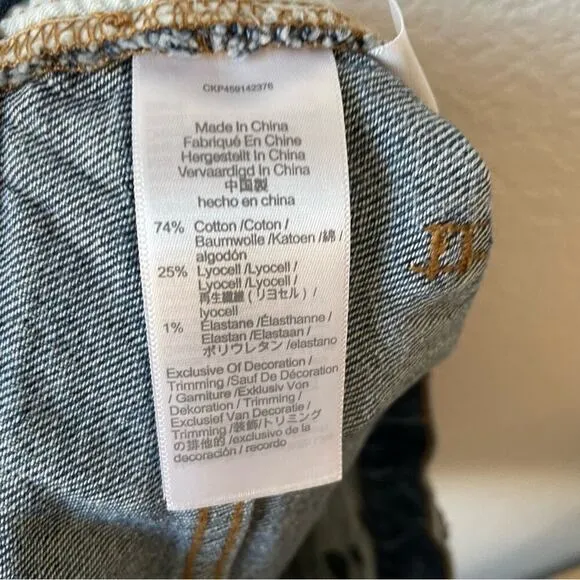 CKP459142376
Made In China
Fabriqué En Chine
Hergestellt In China
Vervaardigd In China
中国製
hecho en china
74% Cotton /Coton /
Baumwolle /Katoen /綿 /
algodón
25% Lyocell /Lyocell /
Lyocell /Lyocell /
再生繊維 (リヨセル) /
lyocell
1% Élastane /Élasthanne /
Elastan /Elastaan /
ポリウレタン /elastano
Exclusive Of Decoration /
Trimming /Sauf De Décoration
/ Garniture /Exklusiv Von
Dekoration / Trimming /
Exclusief Van Decoratie /
Trimming /装飾/トリミング
の排他的 /exclusivo de la
decoración / recordo